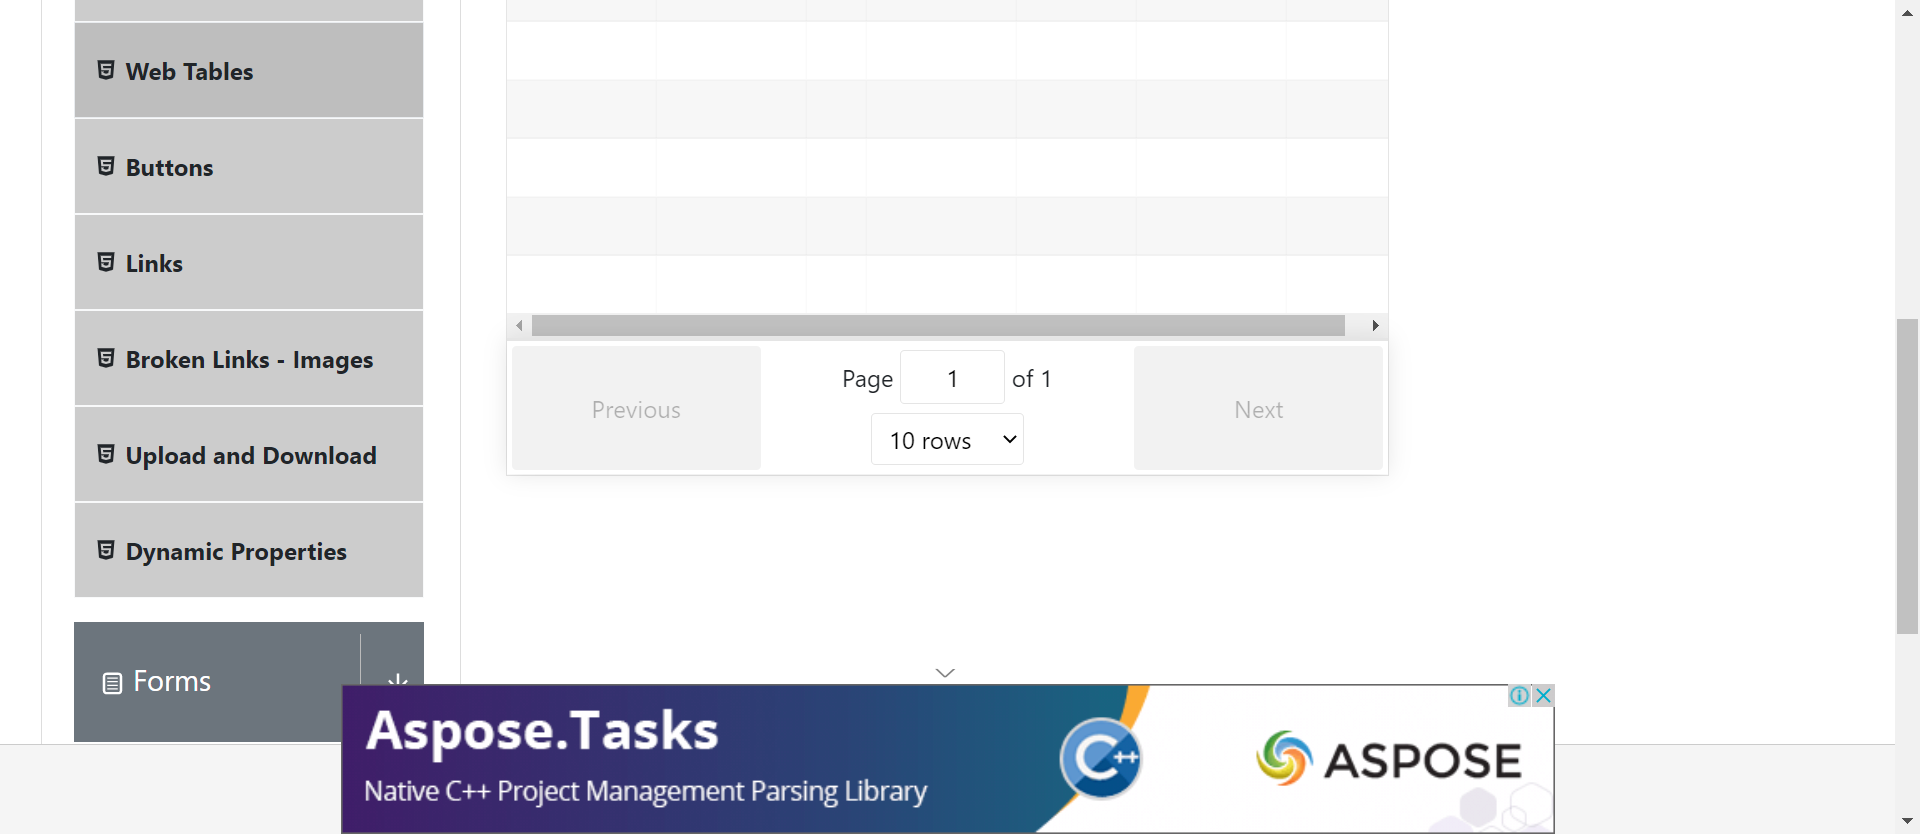 Web Tables
Buttons
Links
Broken Links - Images
Upload and Download
Dynamic Properties
Forms
Previous
Page 1 of 1
10 rows
Next
Aspose.Tasks
Native C++ Project Management Parsing Library
C++
ASPOSE